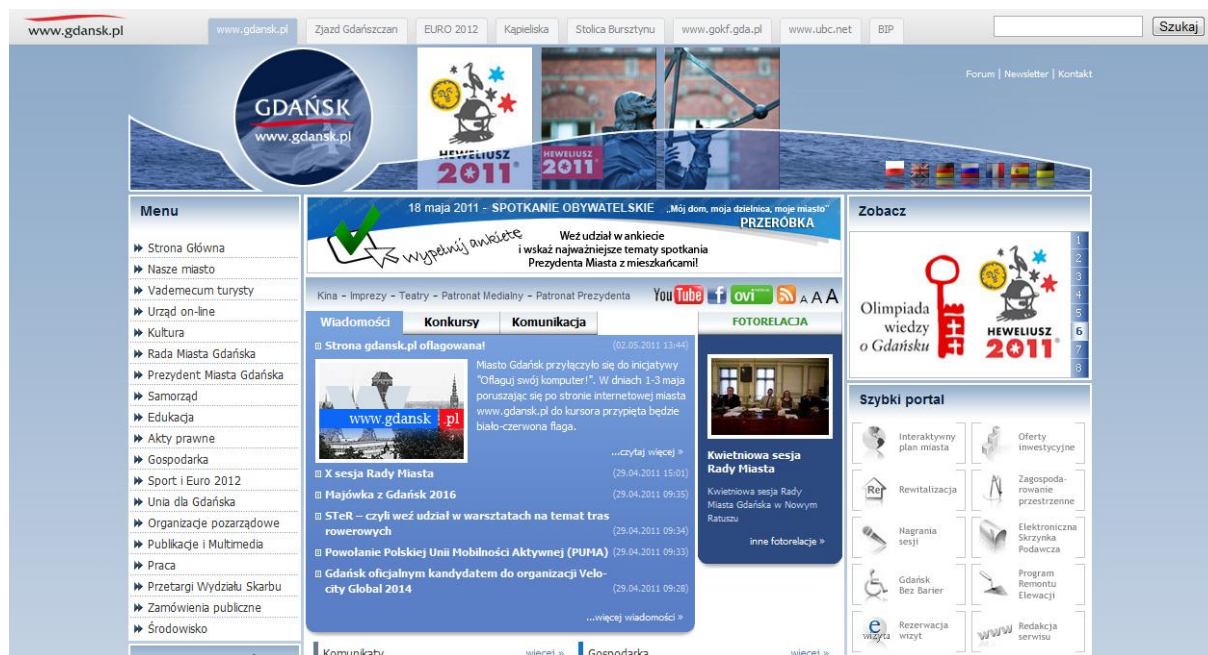 www.gdansk.pl
www.gdansk.pl
Zjazd Gdańszczan
EURO 2012
Kąpieliska
Stolica Bursztynu
www.gokf.gda.pl
www.ubc.net
BIP
Szukaj
Forum | Newsletter | Kontakt
GDAŃSK
www.gdansk.pl
HEWELIUSZ
2011
HEWELIUSZ
2011
Menu
Strona Główna
Nasze miasto
Vademecum turysty
Urząd on-line
Kultura
Rada Miasta Gdańska
Prezydent Miasta Gdańska
Samorząd
Edukacja
Akty prawne
Gospodarka
Sport i Euro 2012
Unia dla Gdańska
Organizacje pozarządowe
Publikacje i Multimedia
Praca
Przetargi Wydziału Skarbu
Zamówienia publiczne
Środowisko
18 maja 2011 - SPOTKANIE OBYWATELSKIE „Mój dom, moja dzielnica, moje miasto"
PRZERÓBKA
Wypełnij ankietę
Weź udział w ankiecie
i wskaż najważniejsze tematy spotkania
Prezydenta Miasta z mieszkańcami!
Kina - Imprezy - Teatry - Patronat Medialny - Patronat Prezydenta
YouTube
f
ovi
A A A
Wiadomości
Konkursy
Komunikacja
Strona gdansk.pl oflagowana! (02.05.2011 13:44)
www.gdansk.pl
Miasto Gdańsk przyłączyło się do inicjatywy
"Oflaguj swój komputer!". W dniach 1-3 maja
poruszając się po stronie internetowej miasta
www.gdansk.pl do kursora przypięta będzie
biało-czerwona flaga.
...czytaj więcej »
X sesja Rady Miasta (29.04.2011 15:01)
Majówka z Gdańsk 2016 (29.04.2011 09:35)
STeR – czyli weź udział w warsztatach na temat tras
rowerowych (29.04.2011 09:34)
Powołanie Polskiej Unii Mobilności Aktywnej (PUMA) (29.04.2011 09:33)
Gdańsk oficjalnym kandydatem do organizacji Velo-
city Global 2014 (29.04.2011 09:28)
...więcej wiadomości »
FOTORELACJA
Kwietniowa sesja
Rady Miasta
Kwietniowa sesja Rady
Miasta Gdańska w Nowym
Ratuszu
inne fotorelacje »
Komunikaty
więcej »
Gospodarka
więcej »
Zobacz
Olimpiada
wiedzy
o Gdańsku
HEWELIUSZ
2011
1
2
3
4
5
6
7
8
Szybki portal
Interaktywny
plan miasta
Oferty
inwestycyjne
Re
Rewitalizacja
Zagospoda-
rowanie
przestrzenne
Nagrania
sesji
Elektroniczna
Skrzynka
Podawcza
Gdańsk
Bez Barier
Program
Remontu
Elewacji
e
wizyta
Rezerwacja
wizyt
www
Redakcja
serwisu